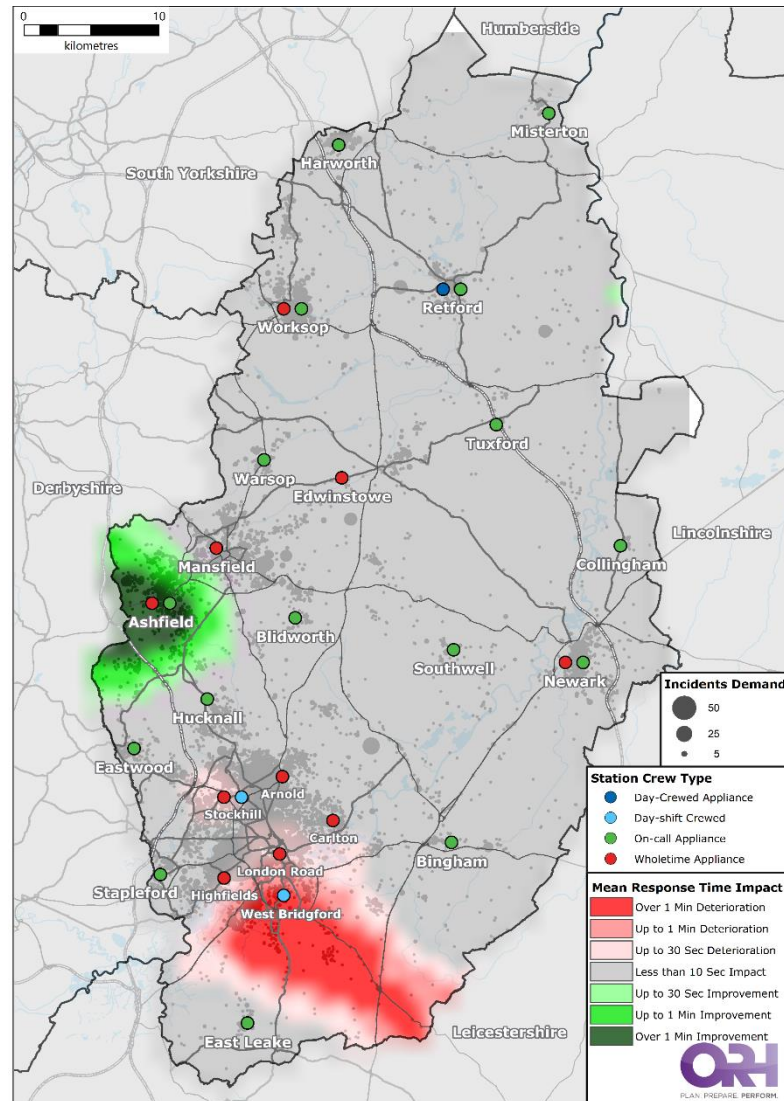 0 10
kilometres
Humberside
Misterton
Harworth
South Yorkshire
Retford
Worksop
Tuxford
Warsop
Edwinstowe
Derbyshire
Lincolnshire
Collingham
Mansfield
Ashfield
Blidworth
Southwell
Newark
Hucknall
Eastwood
Arnold
Stockhill
Carlton
Bingham
London Road
Stapleford
Highfields
West Bridgford
East Leake
Leicestershire
Incidents Demand
50
25
5
Station Crew Type
Day-Crewed Appliance
Day-shift Crewed
On-call Appliance
Wholetime Appliance
Mean Response Time Impact
Over 1 Min Deterioration
Up to 1 Min Deterioration
Up to 30 Sec Deterioration
Less than 10 Sec Impact
Up to 30 Sec Improvement
Up to 1 Min Improvement
Over 1 Min Improvement
ORH
PLAN. PREPARE. PERFORM.